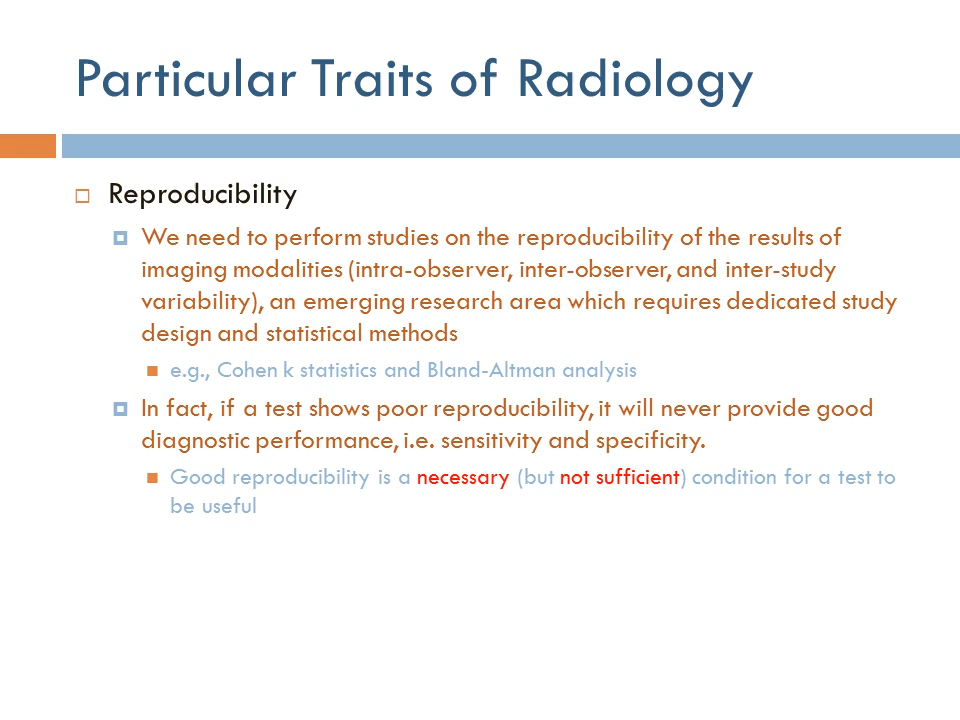 Particular Traits of Radiology
Reproducibility
We need to perform studies on the reproducibility of the results of
imaging modalities (intra-observer, inter-observer, and inter-study
variability), an emerging research area which requires dedicated study
design and statistical methods
e.g., Cohen k statistics and Bland-Altman analysis
In fact, if a test shows poor reproducibility, it will never provide good
diagnostic performance, i.e. sensitivity and specificity.
Good reproducibility is a necessary (but not sufficient) condition for a test to
be useful